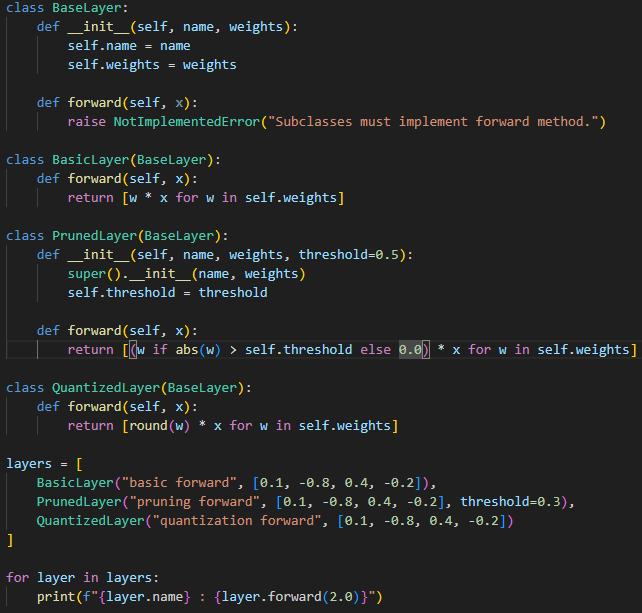 class BaseLayer:
    def __init__(self, name, weights):
        self.name = name
        self.weights = weights

    def forward(self, x):
        raise NotImplementedError("Subclasses must implement forward method.")

class BasicLayer(BaseLayer):
    def forward(self, x):
        return [w * x for w in self.weights]

class PrunedLayer(BaseLayer):
    def __init__(self, name, weights, threshold=0.5):
        super().__init__(name, weights)
        self.threshold = threshold

    def forward(self, x):
        return [(w if abs(w) > self.threshold else 0.0) * x for w in self.weights]

class QuantizedLayer(BaseLayer):
    def forward(self, x):
        return [round(w) * x for w in self.weights]

layers = [
    BasicLayer("basic forward", [0.1, -0.8, 0.4, -0.2]),
    PrunedLayer("pruning forward", [0.1, -0.8, 0.4, -0.2], threshold=0.3),
    QuantizedLayer("quantization forward", [0.1, -0.8, 0.4, -0.2])
]

for layer in layers:
    print(f"{layer.name} : {layer.forward(2.0)}")